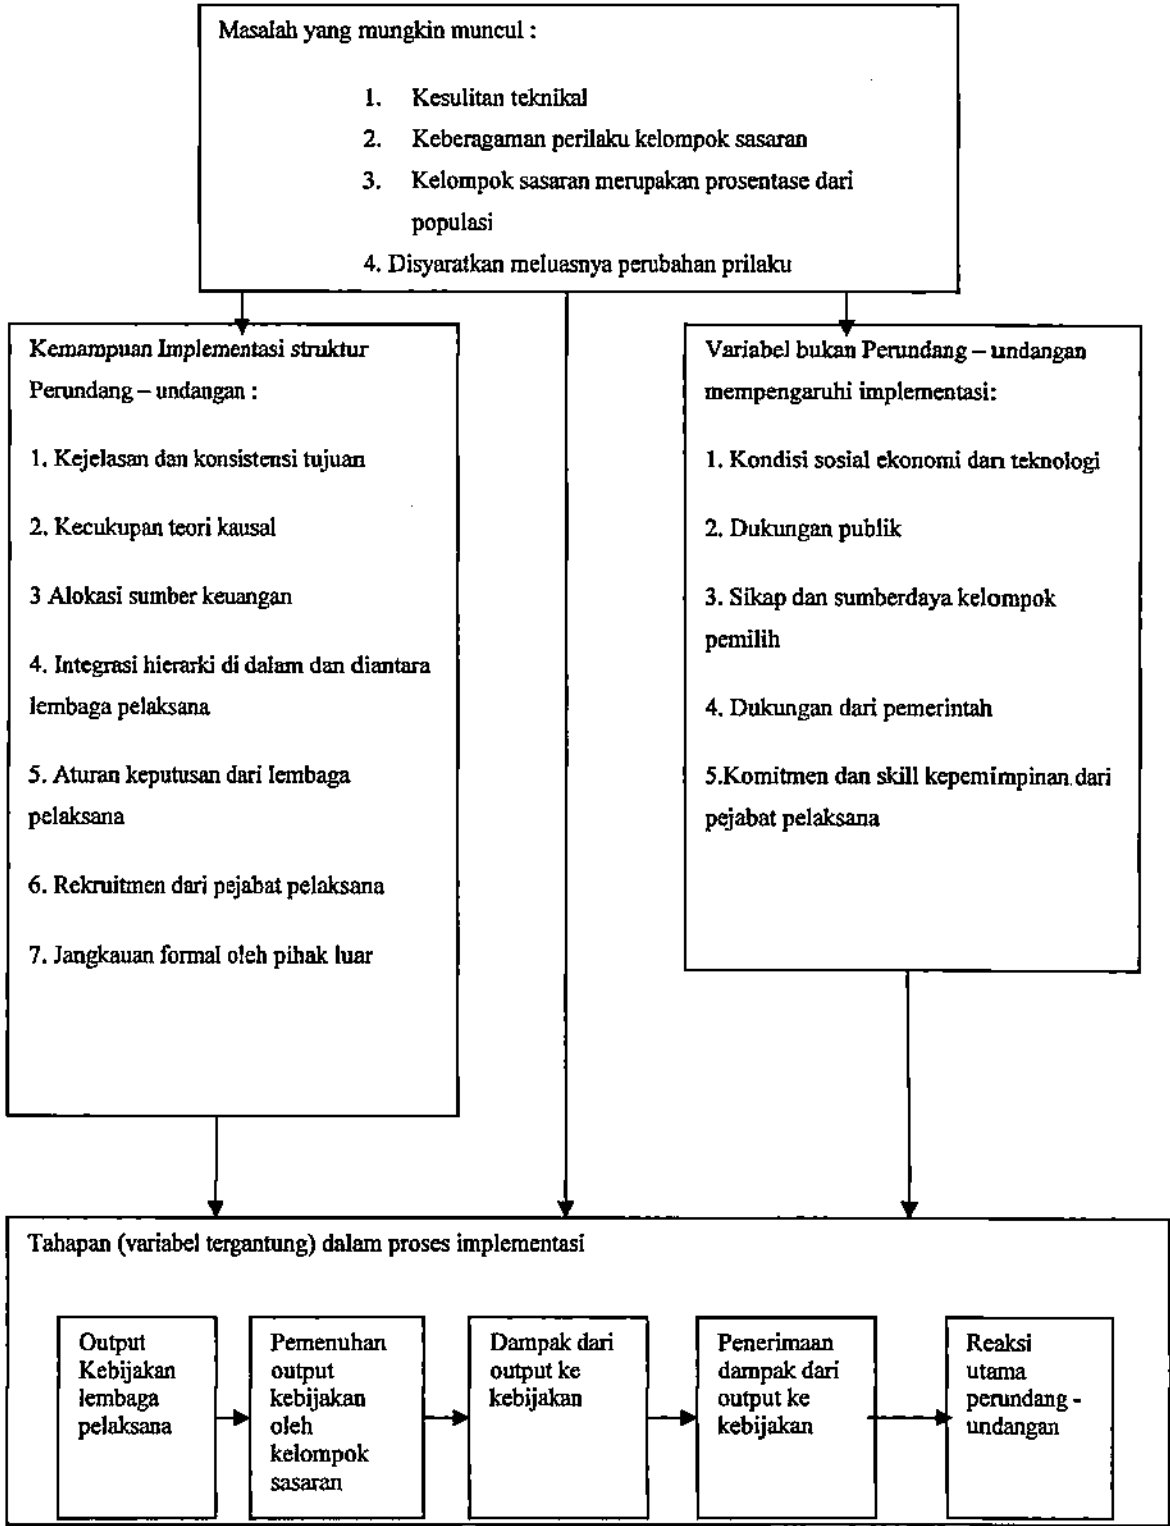 Masalah yang mungkin muncul :
1. Kesulitan teknikal
2. Keberagaman perilaku kelompok sasaran
3. Kelompok sasaran merupakan prosentase dari
populasi
4. Disyaratkan meluasnya perubahan prilaku
Kemampuan Implementasi struktur
Perundang – undangan :
1. Kejelasan dan konsistensi tujuan
2. Kecukupan teori kausal
3 Alokasi sumber keuangan
4. Integrasi hierarki di dalam dan diantara
lembaga pelaksana
5. Aturan keputusan dari lembaga
pelaksana
6. Rekruitmen dari pejabat pelaksana
7. Jangkauan formal oleh pihak luar
Variabel bukan Perundang – undangan
mempengaruhi implementasi:
1. Kondisi sosial ekonomi dan teknologi
2. Dukungan publik
3. Sikap dan sumberdaya kelompok
pemilih
4. Dukungan dari pemerintah
5.Komitmen dan skill kepemimpinan dari
pejabat pelaksana
Tahapan (variabel tergantung) dalam proses implementasi
Output
Kebijakan
lembaga
pelaksana
Pemenuhan
output
kebijakan
oleh
kelompok
sasaran
Dampak dari
output ke
kebijakan
Penerimaan
dampak dari
output ke
kebijakan
Reaksi
utama
perundang -
undangan